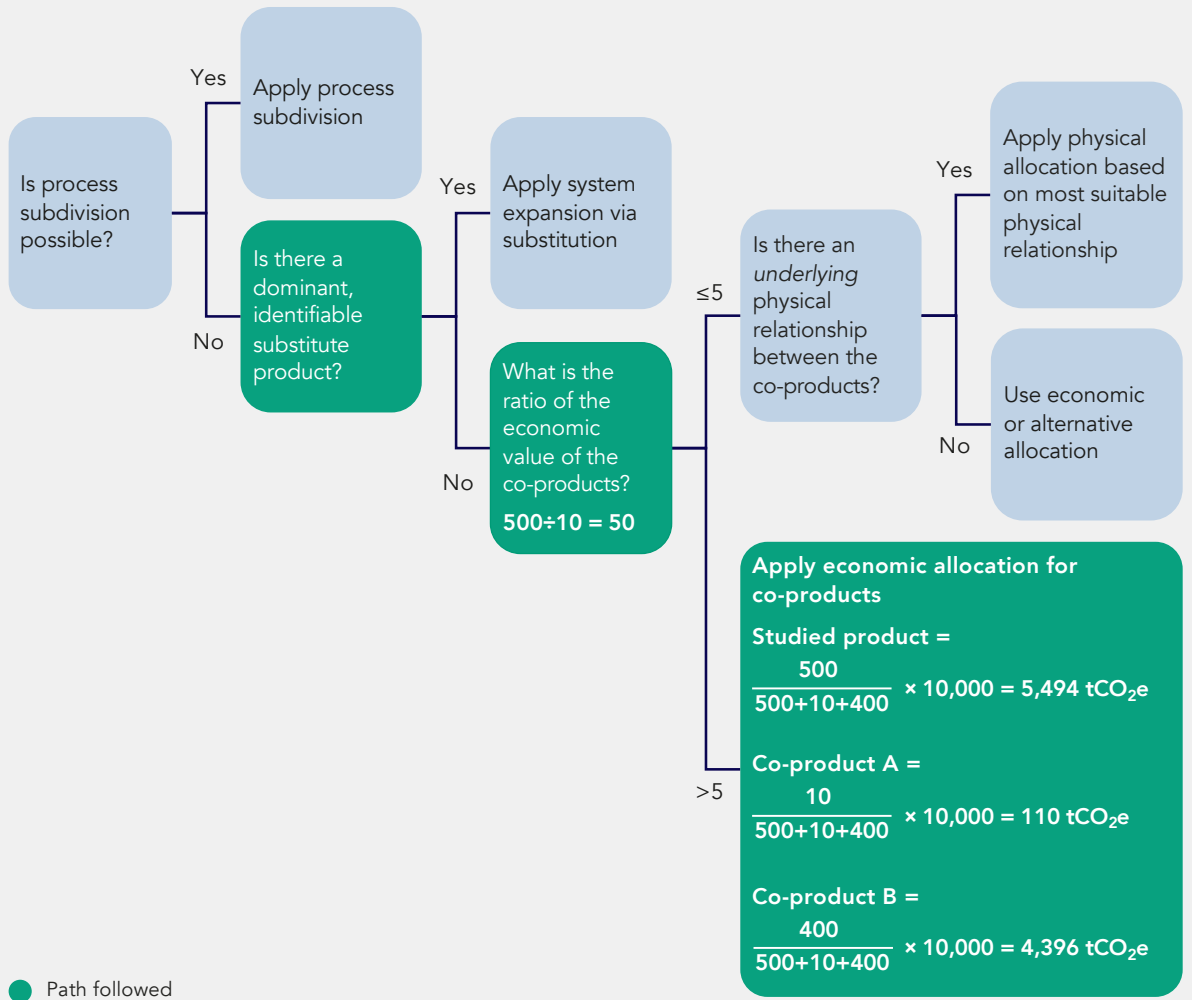 Is process
subdivision
possible?
Yes
Apply process
subdivision
No
Is there a
dominant,
identifiable
substitute
product?
Yes
Apply system
expansion via
substitution
No
What is the
ratio of the
economic
value of the
co-products?
500÷10 = 50
≤5
Is there an
underlying
physical
relationship
between the
co-products?
Yes
Apply physical
allocation based
on most suitable
physical
relationship
No
Use economic
or alternative
allocation
>5
Apply economic allocation for
co-products
Studied product =
500
500+10+400
× 10,000 = 5,494 tCO₂e
Co-product A =
10
500+10+400
× 10,000 = 110 tCO₂e
Co-product B =
400
500+10+400
× 10,000 = 4,396 tCO₂e
Path followed